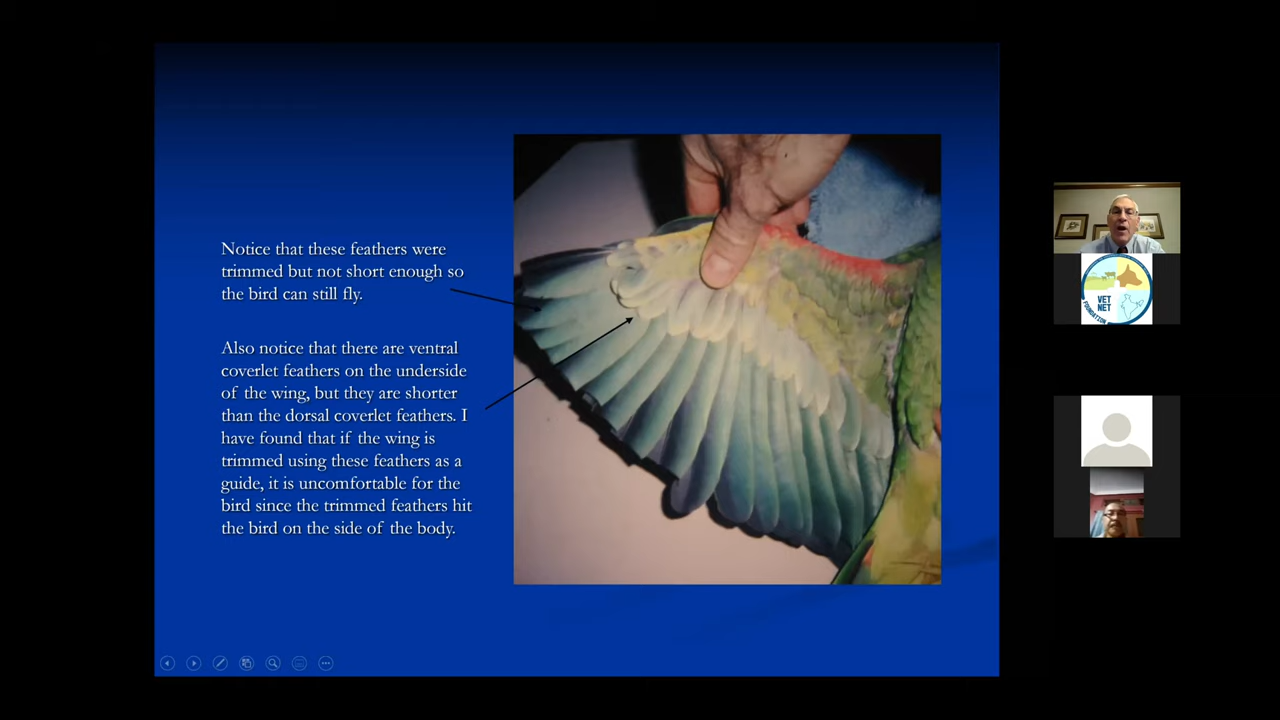 Notice that these feathers were
trimmed but not short enough so
the bird can still fly.
Also notice that there are ventral
coverlet feathers on the underside
of the wing, but they are shorter
than the dorsal coverlet feathers. I
have found that if the wing is
trimmed using these feathers as a
guide, it is uncomfortable for the
bird since the trimmed feathers hit
the bird on the side of the body.
VET
NET
FOUNDATION